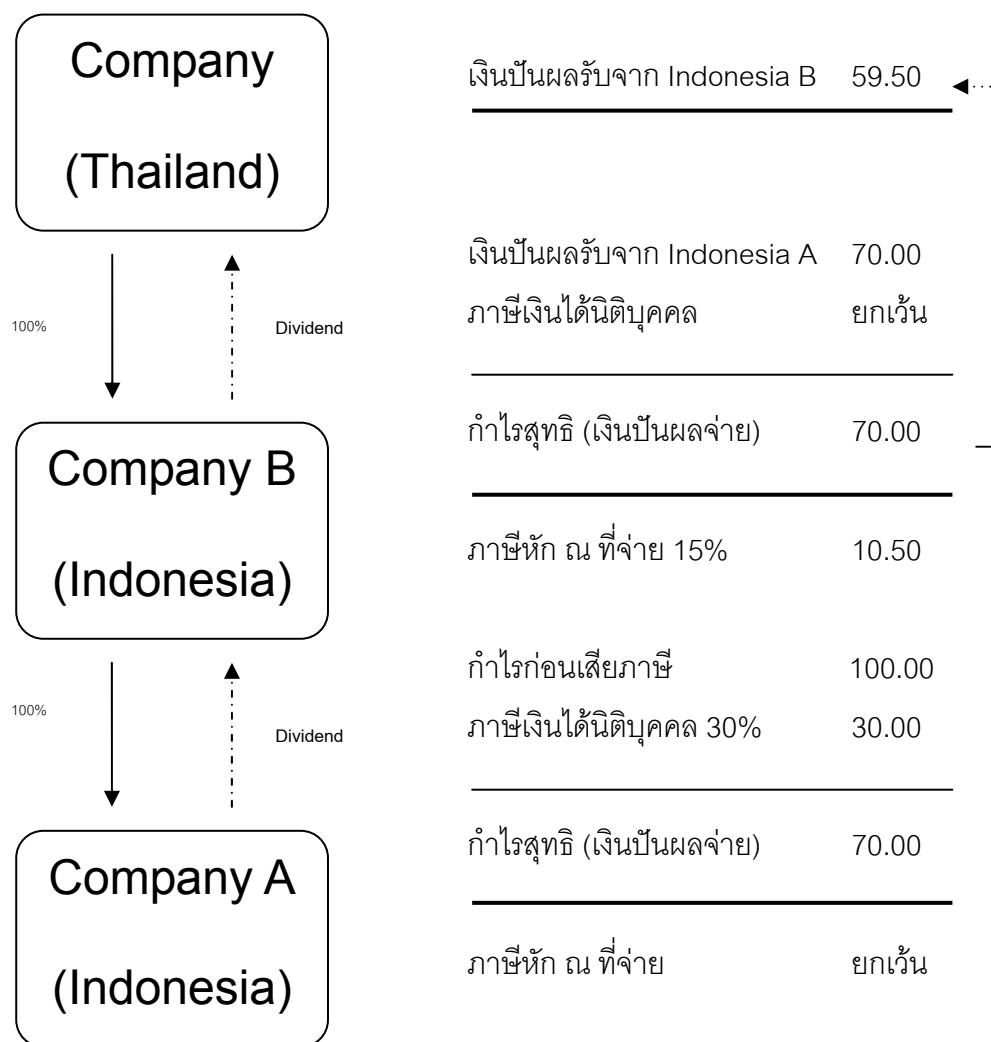 Company
(Thailand)
เงินปันผลรับจาก Indonesia B 59.50
100%
Dividend
เงินปันผลรับจาก Indonesia A 70.00
ภาษีเงินได้นิติบุคคล ยกเว้น
กำไรสุทธิ (เงินปันผลจ่าย) 70.00
Company B
(Indonesia)
ภาษีหัก ณ ที่จ่าย 15% 10.50
100%
Dividend
กำไรก่อนเสียภาษี 100.00
ภาษีเงินได้นิติบุคคล 30% 30.00
กำไรสุทธิ (เงินปันผลจ่าย) 70.00
Company A
(Indonesia)
ภาษีหัก ณ ที่จ่าย ยกเว้น